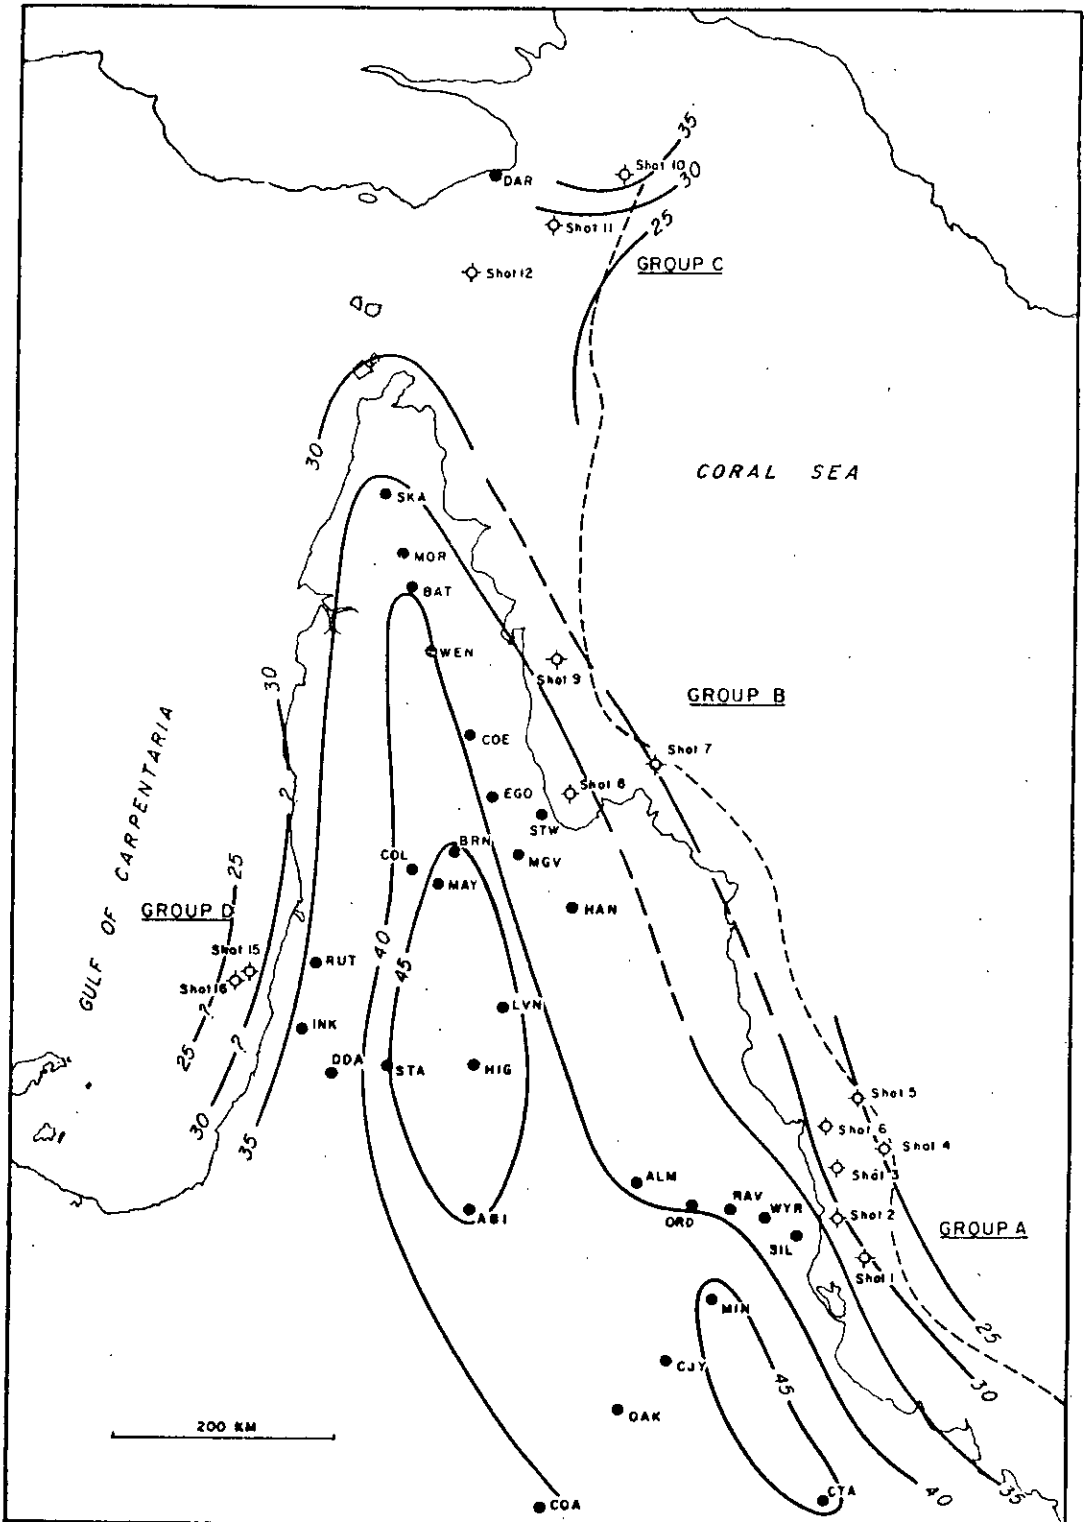 35
Shot 10
DAR
30
Shot 11
25
GROUP C
Shot 12
30
CORAL SEA
SKA
MOR
BAT
WEN
30
Shot 9
GROUP B
COE
Shot 7
GULF OF CARPENTARIA
?
EGO
Shot 8
STW
BRN
COL
MGV
25
MAY
GROUP D
HAN
40
45
RUT
Shot 15
Shot 16
?
LVN
INK
?
25
DDA
STA
HIG
Shot 5
30
Shot 6
35
Shot 4
Shot 3
ALM
ABI
ORD
RAV
WYR
Shot 2
SIL
GROUP A
Shot 1
MIN
25
CJY
45
30
200 KM
OAK
COA
CTA
40
35